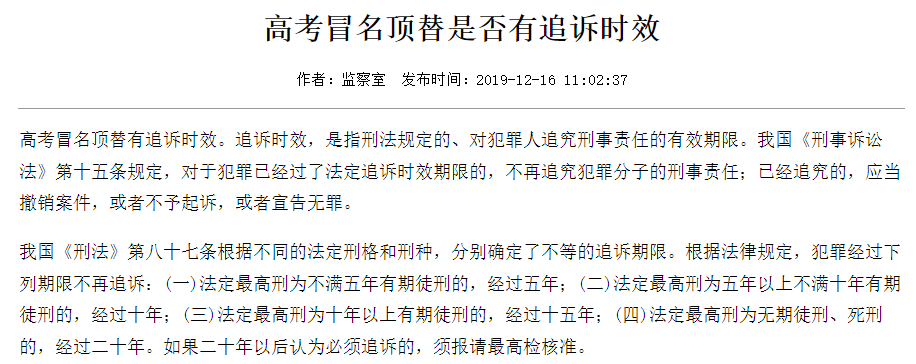 高考冒名顶替是否有追诉时效
作者：监察室 发布时间：2019-12-16 11:02:37
高考冒名顶替有追诉时效。追诉时效，是指刑法规定的、对犯罪人追究刑事责任的有效期限。我国《刑事诉讼
法》第十五条规定，对于犯罪已经过了法定追诉时效期限的，不再追究犯罪分子的刑事责任；已经追究的，应当
撤销案件，或者不予起诉，或者宣告无罪。
我国《刑法》第八十七条根据不同的法定刑格和刑种，分别确定了不等的追诉期限。根据法律规定，犯罪经过下
列期限不再追诉：(一)法定最高刑为不满五年有期徒刑的，经过五年；(二)法定最高刑为五年以上不满十年有期
徒刑的，经过十年；(三)法定最高刑为十年以上有期徒刑的，经过十五年；(四)法定最高刑为无期徒刑、死刑
的，经过二十年。如果二十年以后认为必须追诉的，须报请最高检核准。